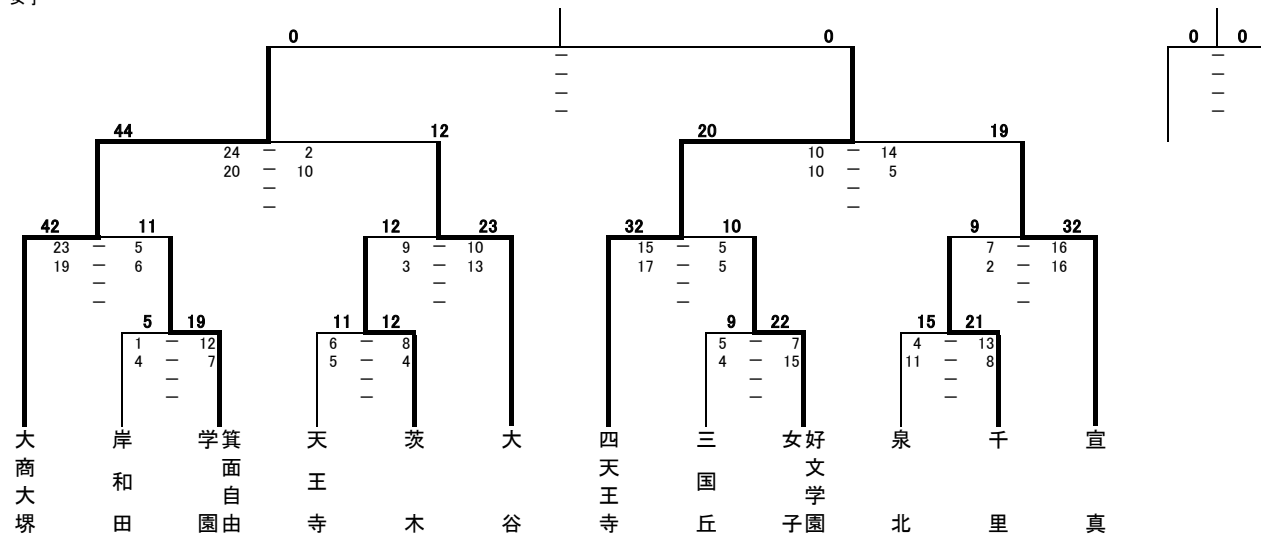 0 0 0 0
— —
— —
— —
— —
44 12 20 19
24 — 2 10 — 14
20 — 10 10 — 5
— —
— —
42 11 12 23 32 10 9 32
23 — 5 9 — 10 15 — 5 7 — 16
19 — 6 3 — 13 17 — 5 2 — 16
— — — —
— — — —
5 19 11 12 9 22 15 21
1 — 12 6 — 8 5 — 7 4 — 13
4 — 7 5 — 4 4 — 15 11 — 8
— — — —
— — — —
大商大堺
岸和田
箕面自由
学園
天王寺
茨木
大谷
四天王寺
三国丘
好文学園
女子
泉北
千里
宣真